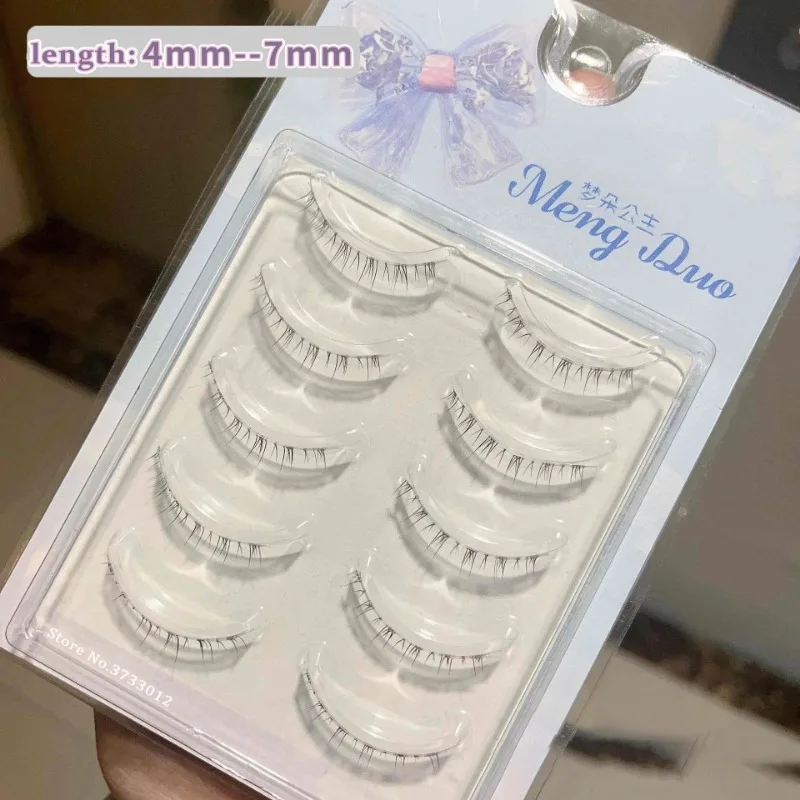 length: 4mm--7mm
梦朵公主
Meng Duo
Store No.3733012